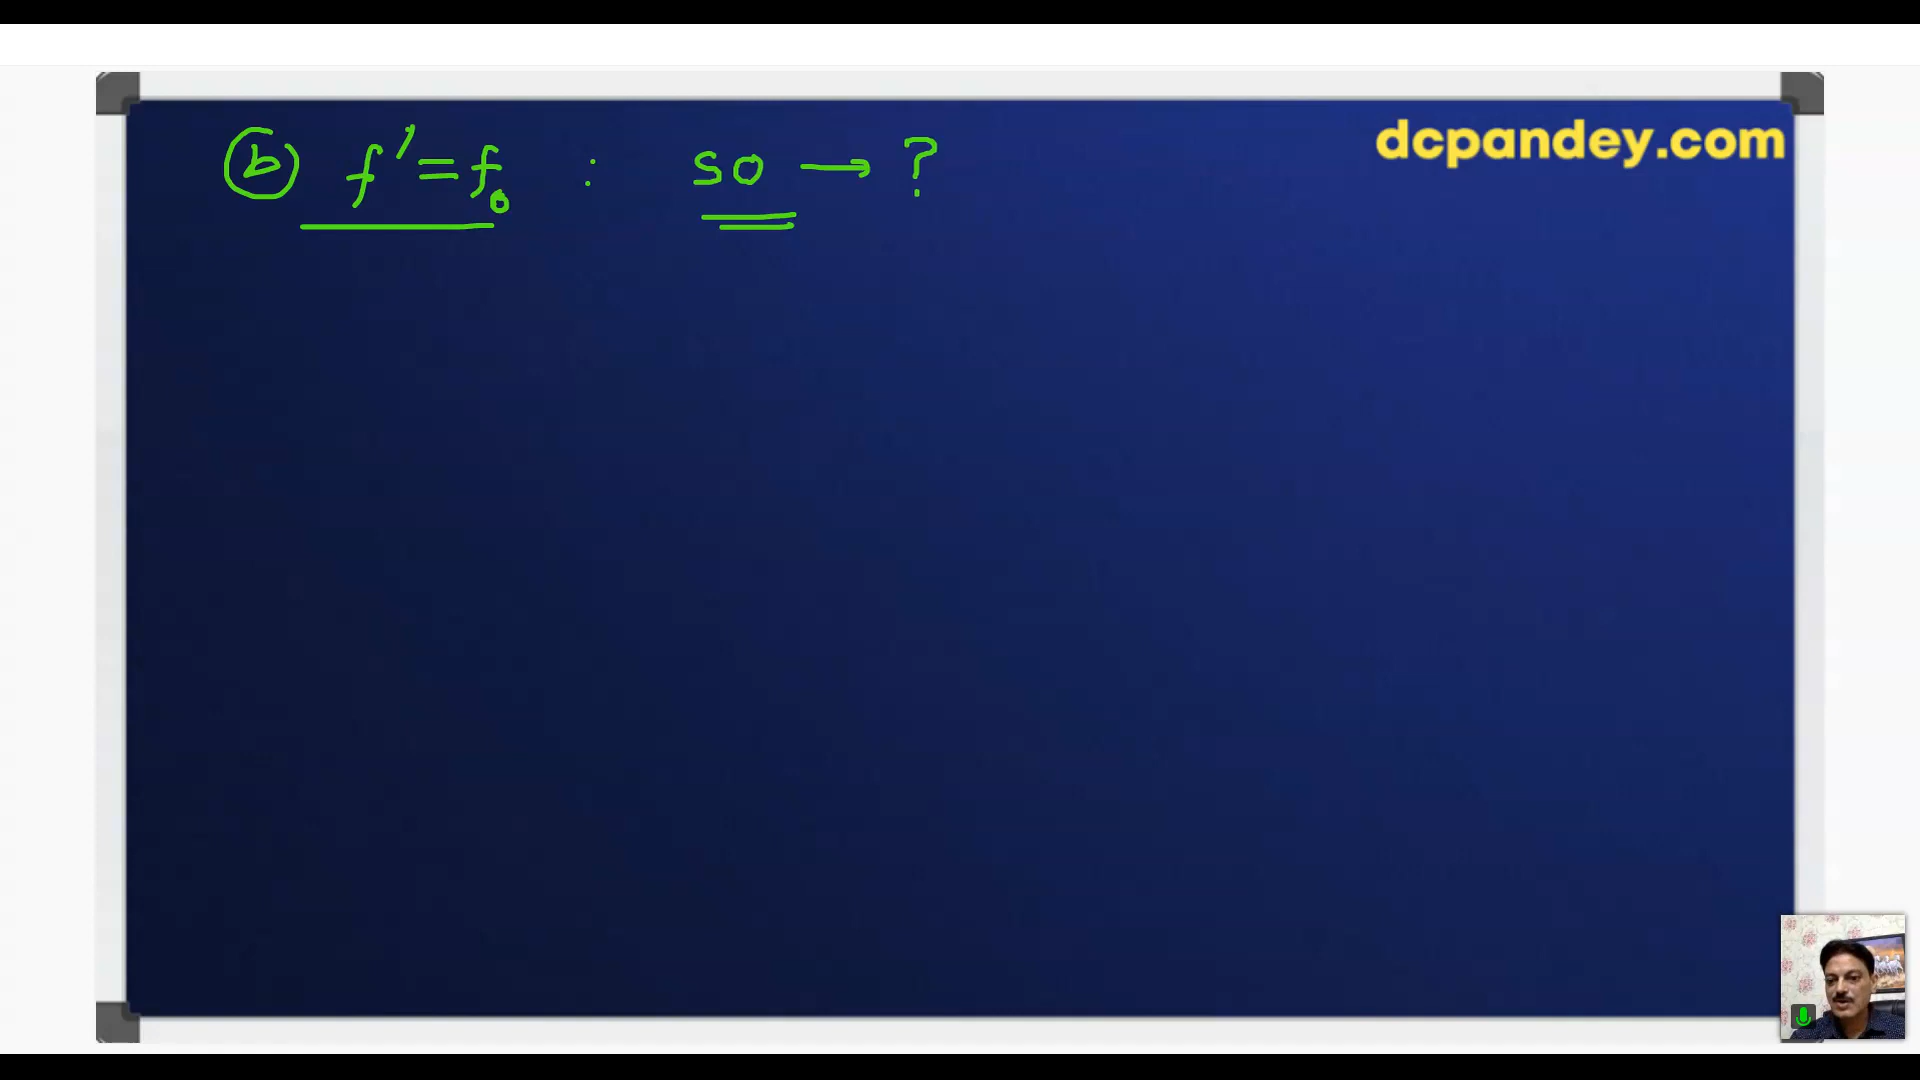 (b) f' = f₀ : so → ?
dcpandey.com